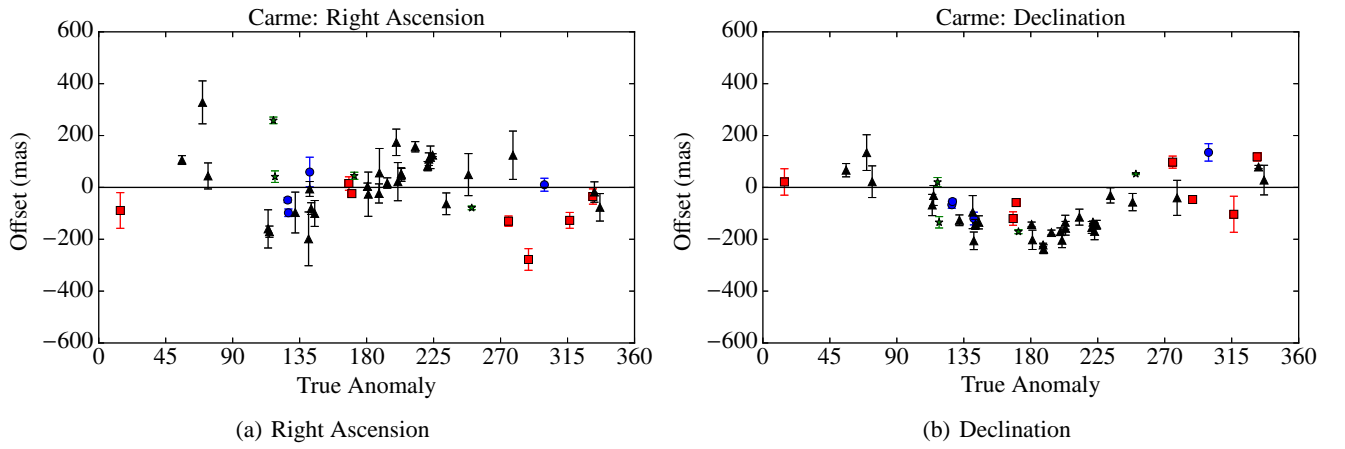 Carme: Right Ascension
600
400
200
0
−200
−400
−600
Offset (mas)
0 45 90 135 180 225 270 315 360
True Anomaly
(a) Right Ascension
Carme: Declination
600
400
200
0
−200
−400
−600
Offset (mas)
0 45 90 135 180 225 270 315 360
True Anomaly
(b) Declination